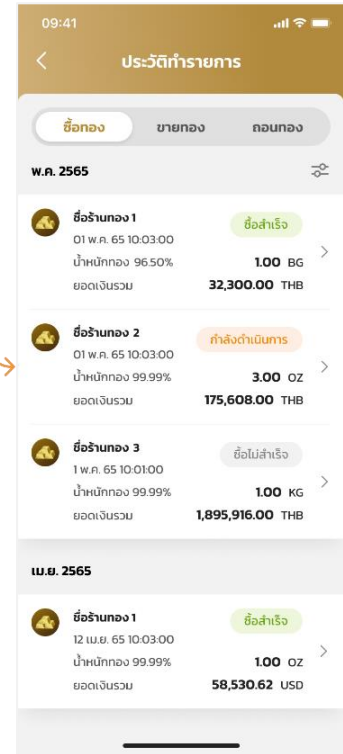 09:41
ประวัติทำรายการ
ซื้อทอง ขายทอง ถอนทอง
พ.ค. 2565
ชื่อร้านทอง 1 ซื้อสำเร็จ
01 พ.ค. 65 10:03:00
น้ำหนักทอง 96.50% 1.00 BG
ยอดเงินรวม 32,300.00 THB
ชื่อร้านทอง 2 กำลังดำเนินการ
01 พ.ค. 65 10:03:00
น้ำหนักทอง 99.99% 3.00 OZ
ยอดเงินรวม 175,608.00 THB
ชื่อร้านทอง 3 ซื้อไม่สำเร็จ
1 พ.ค. 65 10:01:00
น้ำหนักทอง 99.99% 1.00 KG
ยอดเงินรวม 1,895,916.00 THB
เม.ย. 2565
ชื่อร้านทอง 1 ซื้อสำเร็จ
12 เม.ย. 65 10:03:00
น้ำหนักทอง 99.99% 1.00 OZ
ยอดเงินรวม 58,530.62 USD